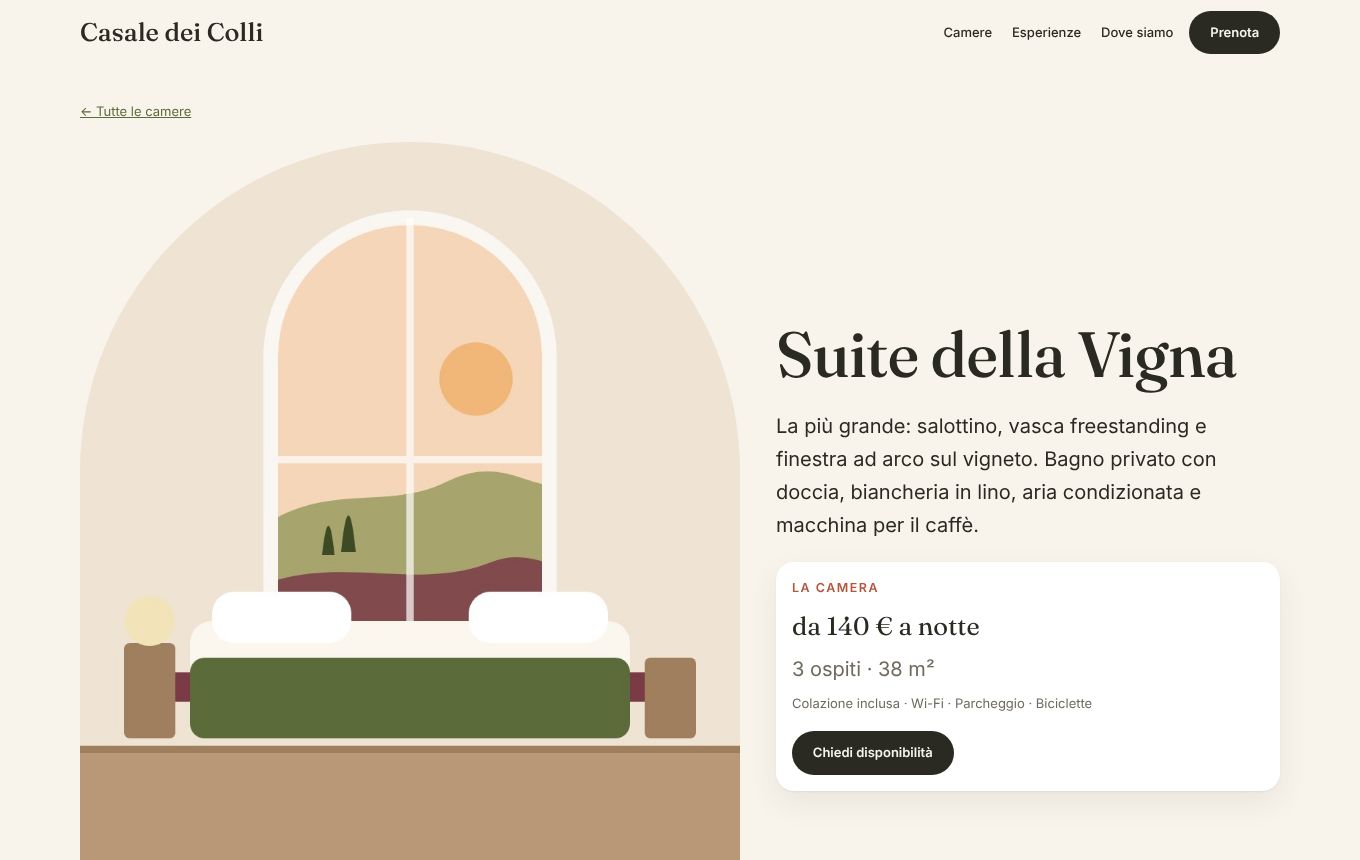 Casale dei Colli
Camere
Esperienze
Dove siamo
Prenota
← Tutte le camere
Suite della Vigna
La più grande: salottino, vasca freestanding e
finestra ad arco sul vigneto. Bagno privato con
doccia, biancheria in lino, aria condizionata e
macchina per il caffè.
LA CAMERA
da 140 € a notte
3 ospiti · 38 m²
Colazione inclusa · Wi-Fi · Parcheggio · Biciclette
Chiedi disponibilità